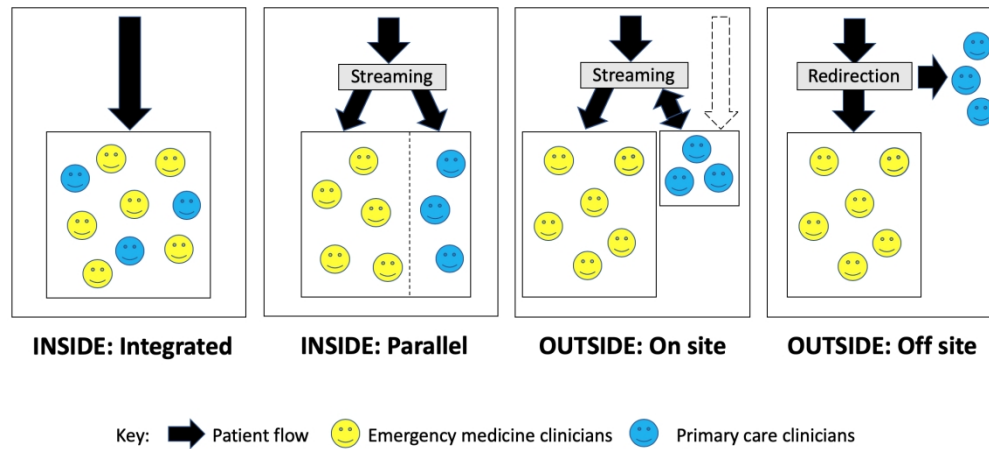 Streaming
Streaming
Redirection
INSIDE: Integrated
INSIDE: Parallel
OUTSIDE: On site
OUTSIDE: Off site
Key: Patient flow Emergency medicine clinicians Primary care clinicians